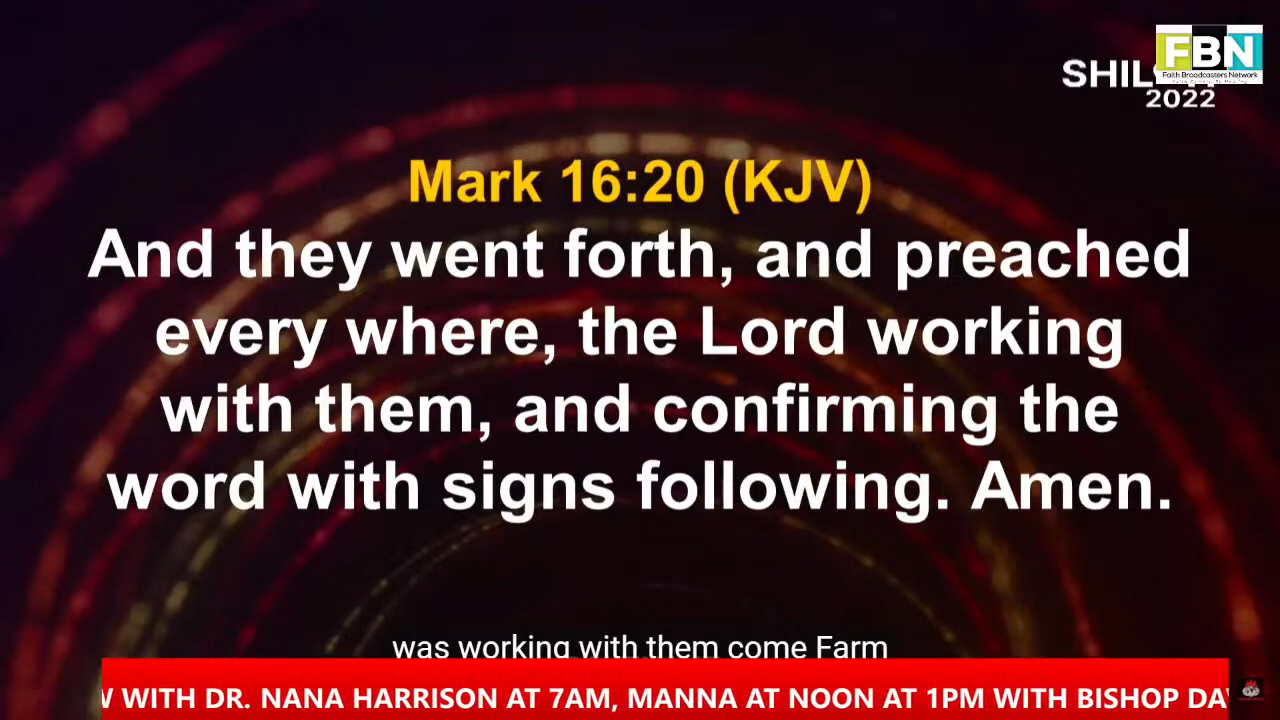 FBN
Faith Broadcasters Network
2022
Mark 16:20 (KJV)
And they went forth, and preached
every where, the Lord working
with them, and confirming the
word with signs following. Amen.
was working with them come Farm
WITH DR. NANA HARRISON AT 7AM, MANNA AT NOON AT 1PM WITH BISHOP